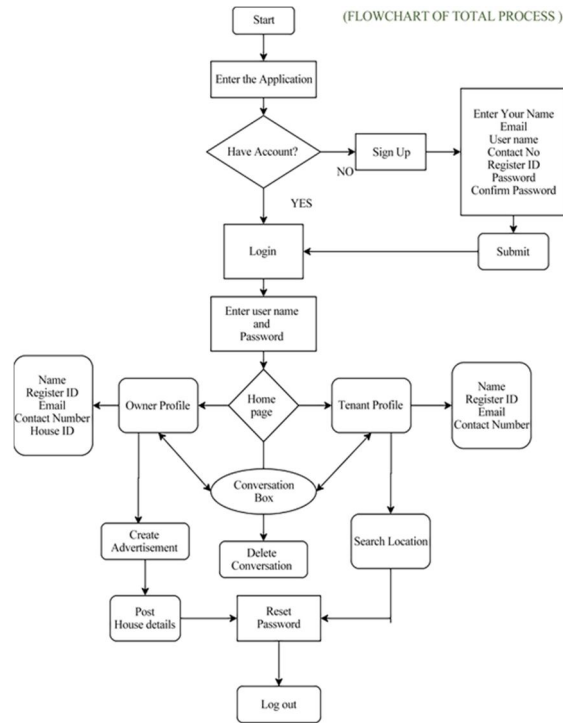 Start
(FLOWCHART OF TOTAL PROCESS )
Enter the Application
Have Account?
NO
Sign Up
Enter Your Name
Email
User name
Contact No
Register ID
Password
Confirm Password
YES
Login
Submit
Enter user name
and
Password
Name
Register ID
Email
Contact Number
House ID
Owner Profile
Home
page
Tenant Profile
Name
Register ID
Email
Contact Number
Conversation
Box
Create
Advertisement
Delete
Conversation
Search Location
Post
House details
Reset
Password
Log out